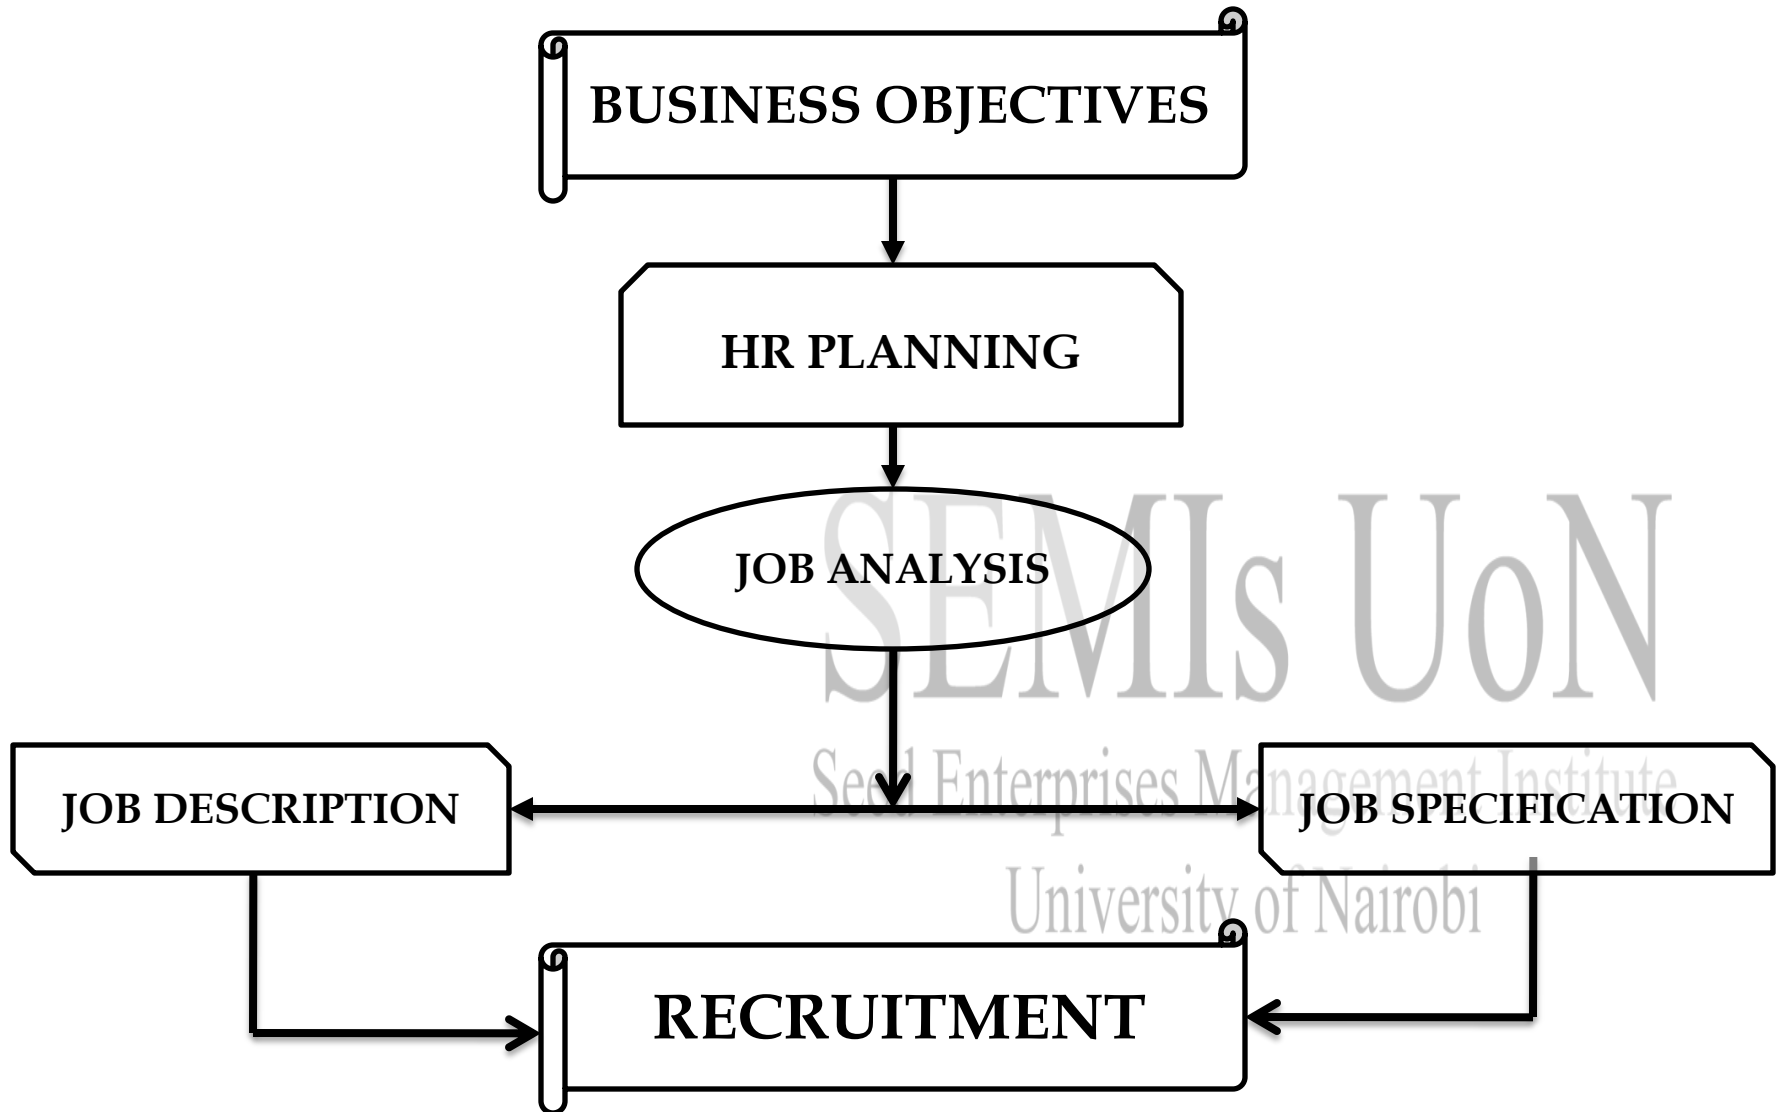 BUSINESS OBJECTIVES
HR PLANNING
JOB ANALYSIS
SEMIs UoN
Seed Enterprises Management Institute
JOB DESCRIPTION
JOB SPECIFICATION
University of Nairobi
RECRUITMENT